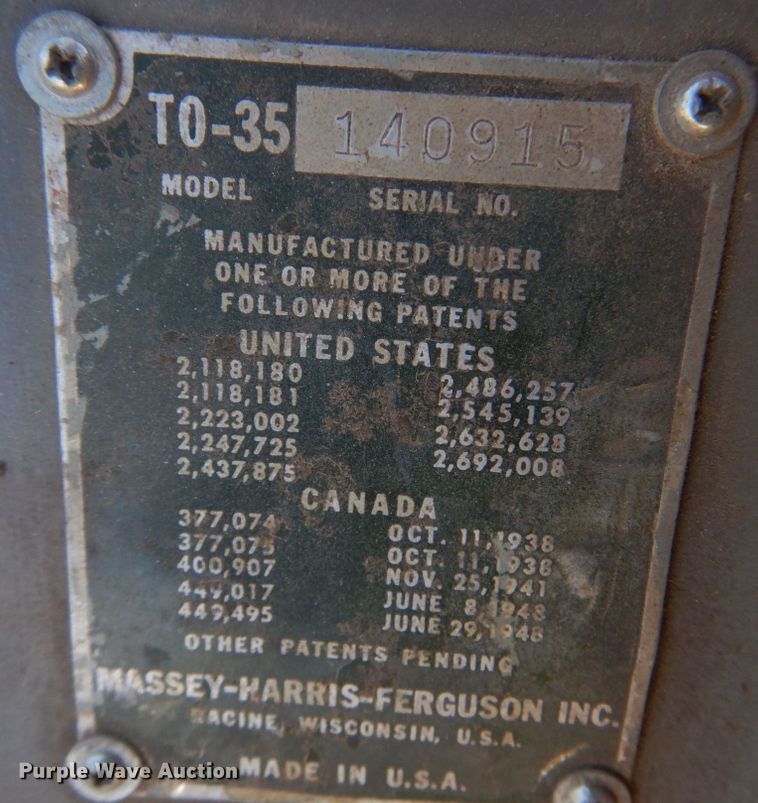 TO-35 140915
MODEL SERIAL NO.
MANUFACTURED UNDER
ONE OR MORE OF THE
FOLLOWING PATENTS
UNITED STATES
2,118,180 2,486,257
2,118,181 2,545,139
2,223,002 2,632,628
2,247,725 2,692,008
2,437,875
CANADA
377,074 OCT. 11, 1938
377,075 OCT. 11, 1938
400,907 NOV. 25, 1941
449,017 JUNE 8, 1948
449,495 JUNE 29, 1948
OTHER PATENTS PENDING
MASSEY-HARRIS-FERGUSON INC.
RACINE, WISCONSIN, U.S.A.
MADE IN U.S.A.
Purple Wave Auction